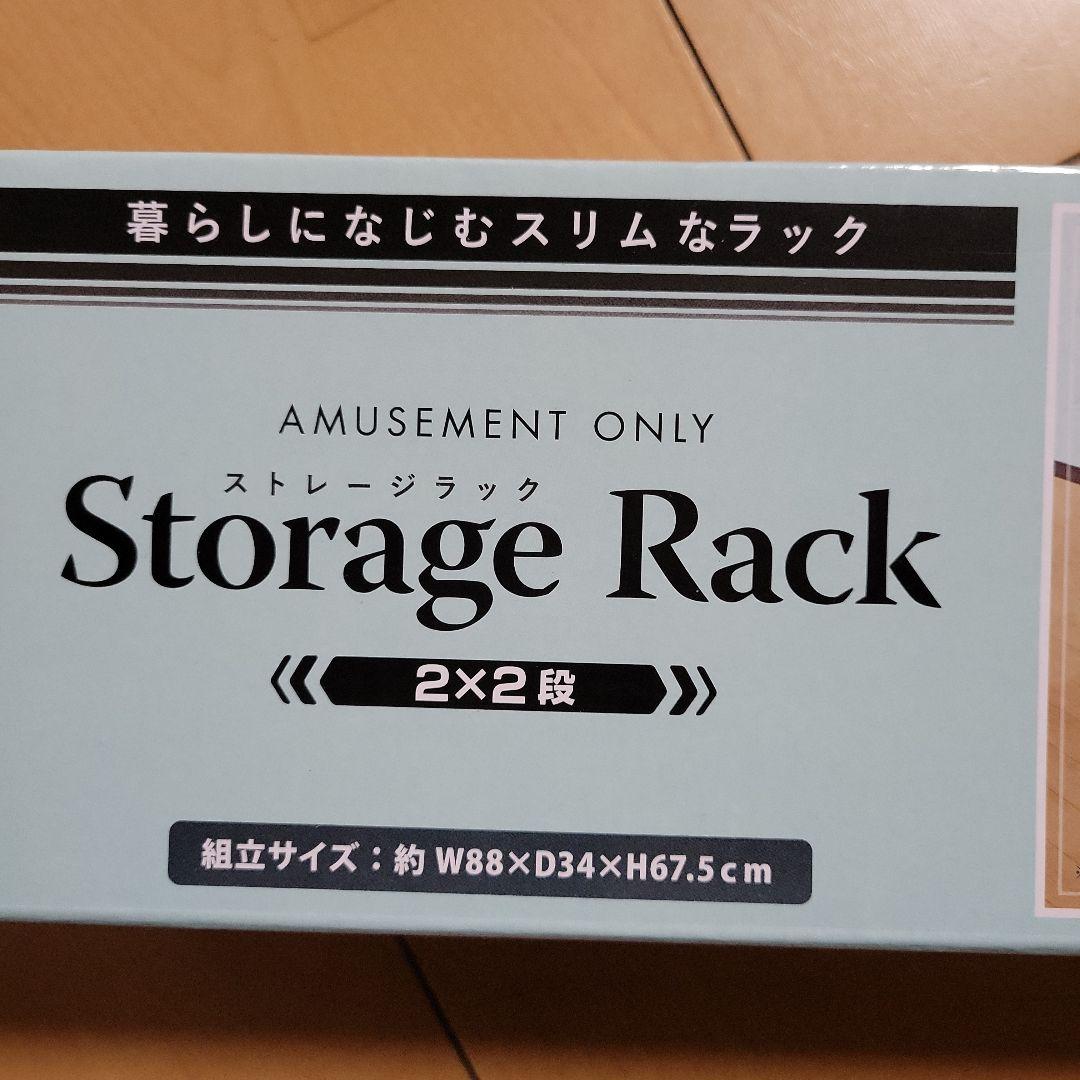 暮らしになじむスリムなラック
AMUSEMENT ONLY
ストレージラック
Storage Rack
2×2段
組立サイズ：約 W88×D34×H67.5cm